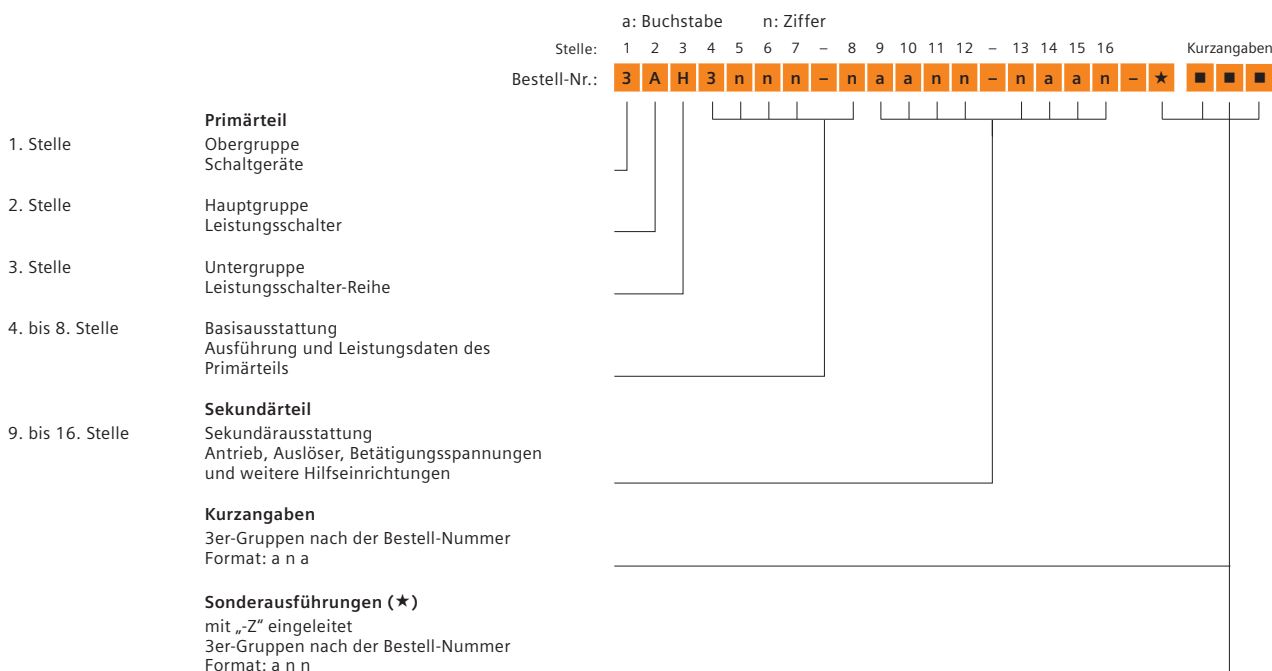 a: Buchstabe n: Ziffer
Stelle: 1 2 3 4 5 6 7 – 8 9 10 11 12 – 13 14 15 16 Kurzangaben
Bestell-Nr.: 3 A H 3 n n n – n a a n n – n a a n – ★ ■ ■ ■
Primärteil
1. Stelle Obergruppe
Schaltgeräte
2. Stelle Hauptgruppe
Leistungsschalter
3. Stelle Untergruppe
Leistungsschalter-Reihe
4. bis 8. Stelle Basisausstattung
Ausführung und Leistungsdaten des
Primärteils
Sekundärteil
9. bis 16. Stelle Sekundärausstattung
Antrieb, Auslöser, Betätigungsspannungen
und weitere Hilfseinrichtungen
Kurzangaben
3er-Gruppen nach der Bestell-Nummer
Format: a n a
Sonderausführungen (★)
mit „-Z“ eingeleitet
3er-Gruppen nach der Bestell-Nummer
Format: a n n